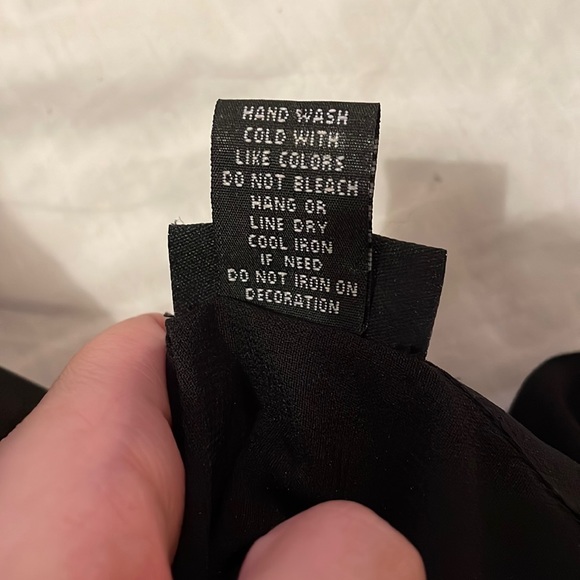 HAND WASH
COLD WITH
LIKE COLORS
DO NOT BLEACH
HANG OR
LINE DRY
COOL IRON
IF NEED
DO NOT IRON ON
DECORATION